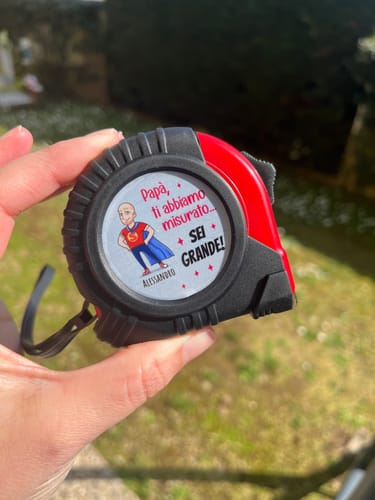 Papà,
ti abbiamo
misurato...
SEI
GRANDE!
ALESSANDRO